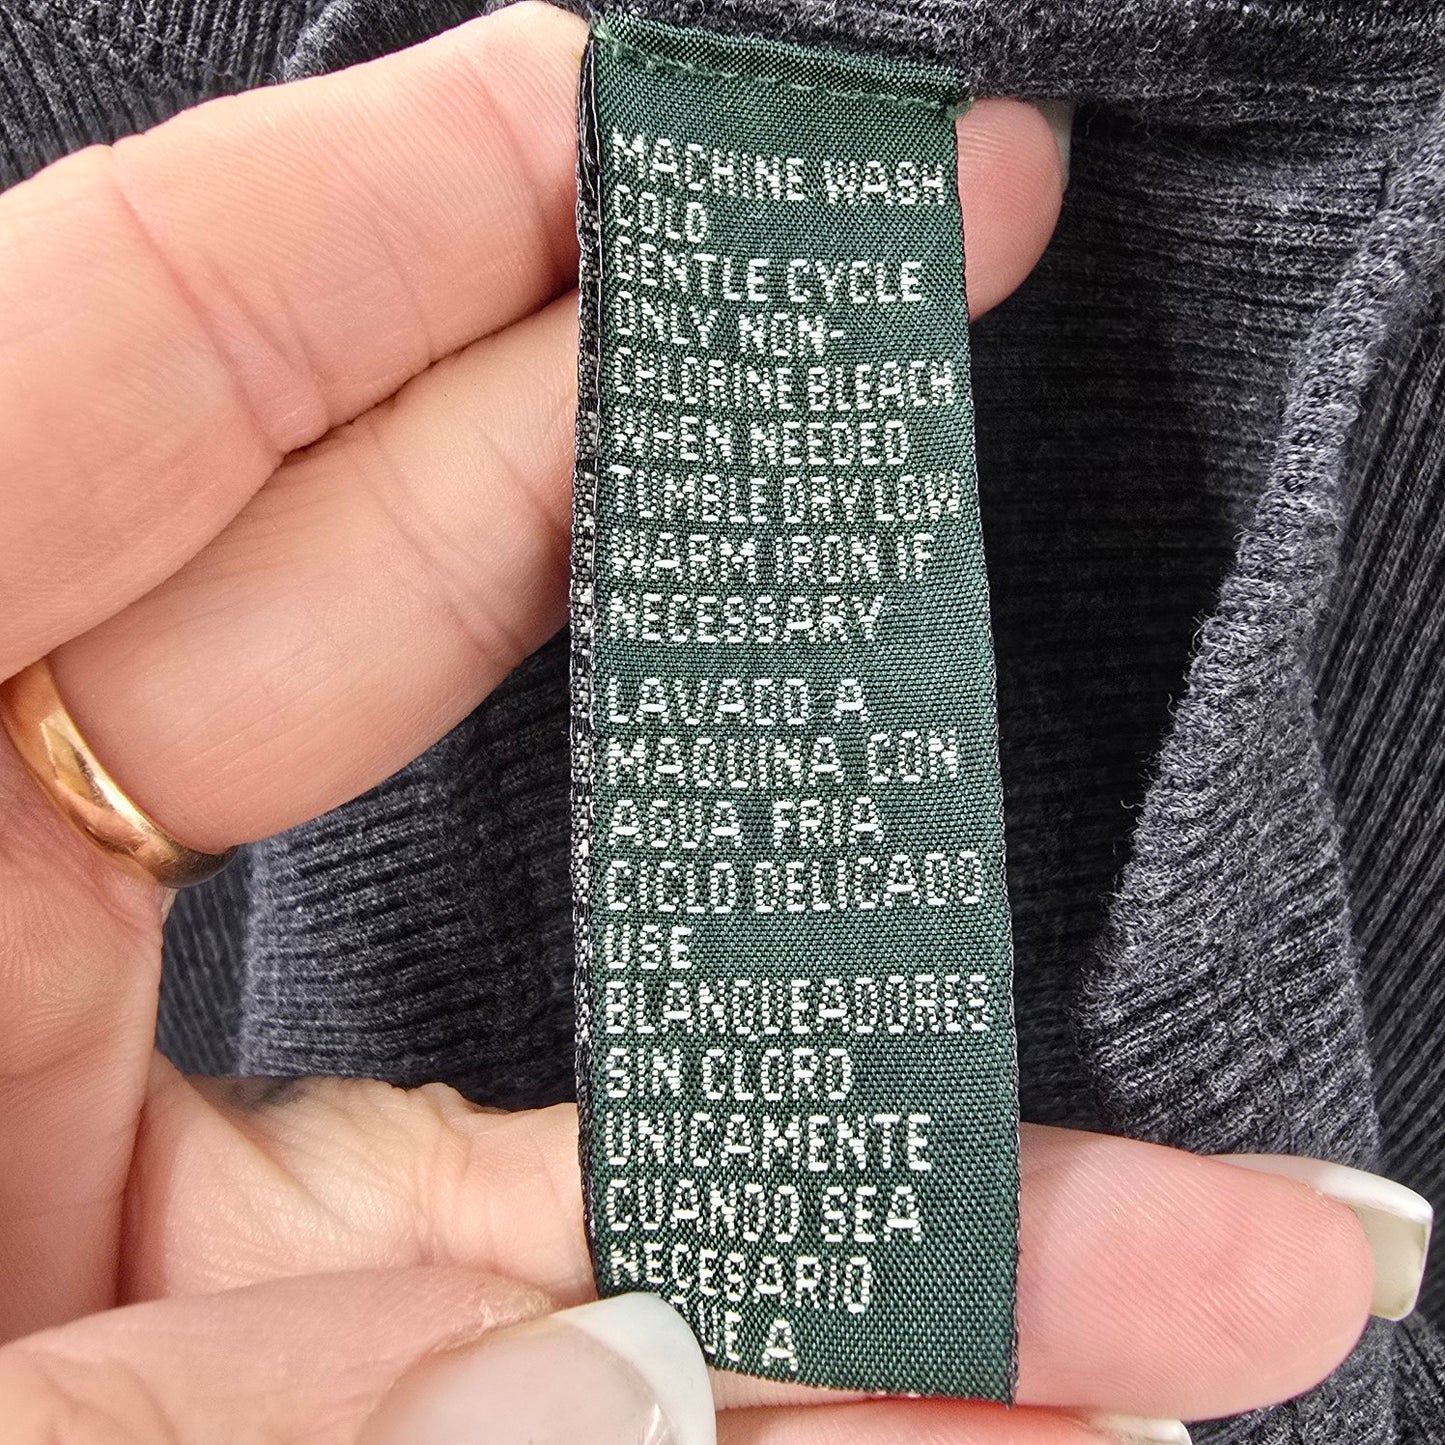 MACHINE WASH
COLD
GENTLE CYCLE
ONLY NON-
CHLORINE BLEACH
WHEN NEEDED
TUMBLE DRY LOW
WARM IRON IF
NECESSARY
LAVADO A
MAQUINA CON
AGUA FRIA
CICLO DELICADO
USE
BLANQUEADORES
SIN CLORO
UNICAMENTE
CUANDO SEA
NECESARIO
A